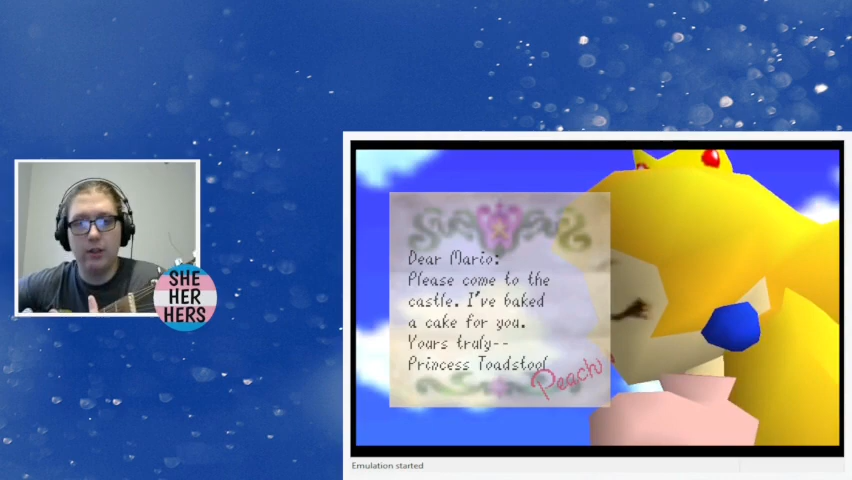 SHE
HER
HERS
Dear Mario:
Please come to the
castle. I've baked
a cake for you.
Yours truly--
Princess Toadstool
Peach
Emulation started